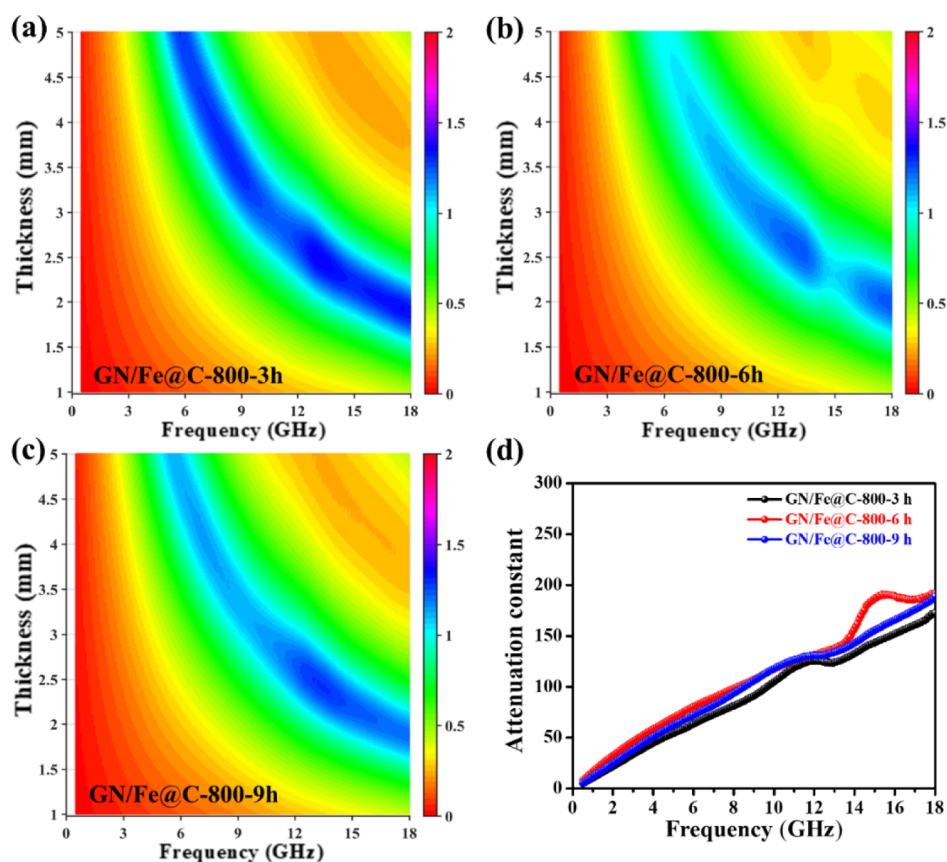 (a)
5
4.5
4
3.5
3
2.5
2
1.5
1
Thickness (mm)
0 3 6 9 12 15 18
Frequency (GHz)
GN/Fe@C-800-3h
2
1.5
1
0.5
0
(b)
5
4.5
4
3.5
3
2.5
2
1.5
1
Thickness (mm)
0 3 6 9 12 15 18
Frequency (GHz)
GN/Fe@C-800-6h
2
1.5
1
0.5
0
(c)
5
4.5
4
3.5
3
2.5
2
1.5
1
Thickness (mm)
0 3 6 9 12 15 18
Frequency (GHz)
GN/Fe@C-800-9h
2
1.5
1
0.5
0
(d)
300
250
200
150
100
50
0
Attenuation constant
0 2 4 6 8 10 12 14 16 18
Frequency (GHz)
GN/Fe@C-800-3 h
GN/Fe@C-800-6 h
GN/Fe@C-800-9 h